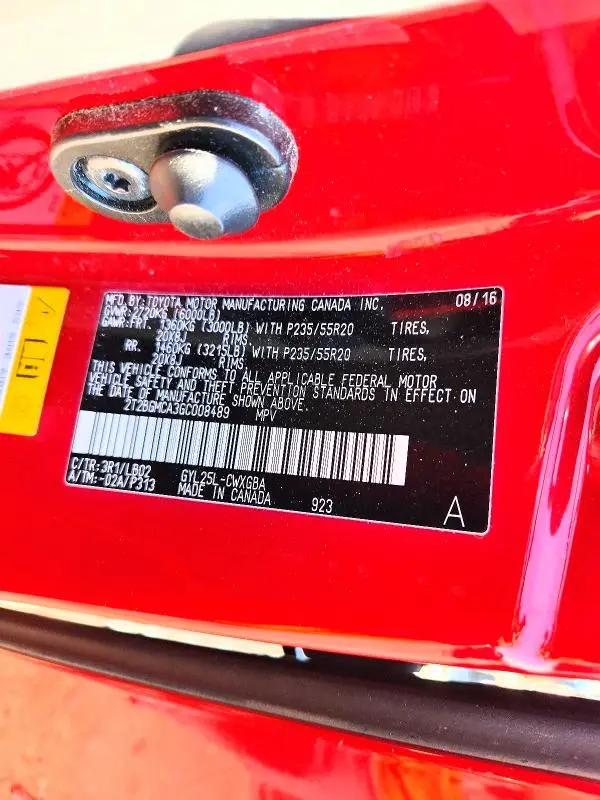 MFD. BY: TOYOTA MOTOR MANUFACTURING CANADA INC. 08/16
GVWR: 2720KG (6000LB)
GAWR: FRT. 1360KG (3000LB) WITH P235/55R20 TIRES,
20X8J RIMS
RR. 1450KG (3215LB) WITH P235/55R20 TIRES,
20X8J RIMS
THIS VEHICLE CONFORMS TO ALL APPLICABLE FEDERAL MOTOR
VEHICLE SAFETY AND THEFT PREVENTION STANDARDS IN EFFECT ON
THE DATE OF MANUFACTURE SHOWN ABOVE.
2T2BGMCA3GC008489 MPV
C/TR: 3R1/LB02 GYL25L-CWXGBA
A/TM: -02A/P313 MADE IN CANADA 923 A